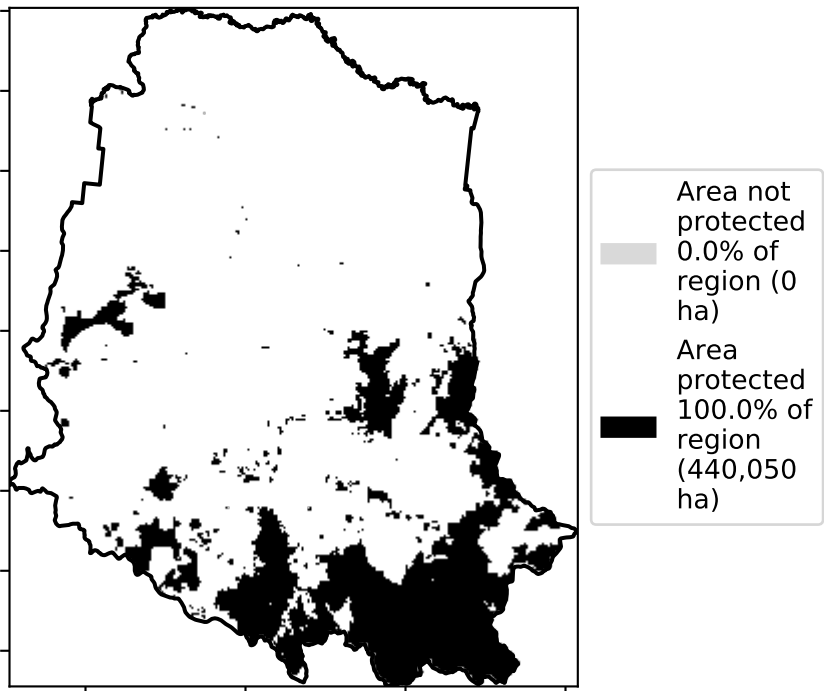 Area not
protected
0.0% of
region (0
ha)
Area
protected
100.0% of
region
(440,050
ha)